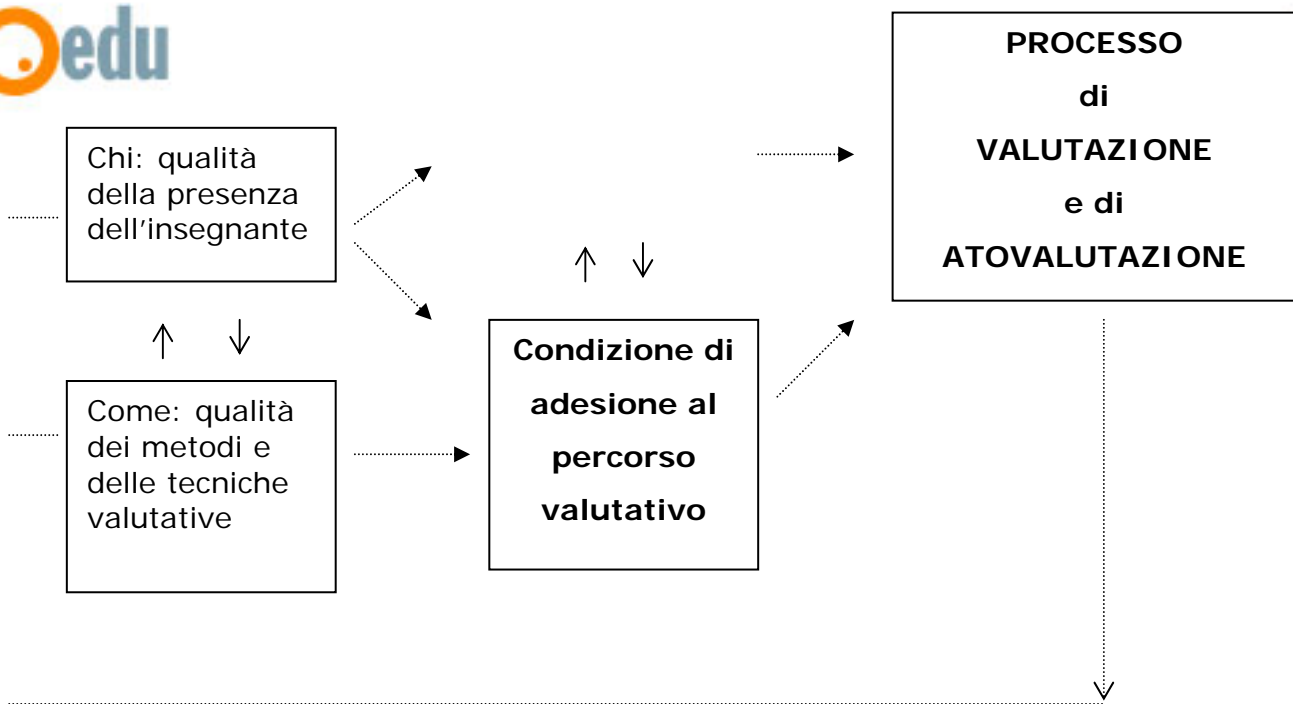 edu
PROCESSO
di
VALUTAZIONE
e di
ATOVALUTAZIONE
Chi: qualità
della presenza
dell'insegnante
Come: qualità
dei metodi e
delle tecniche
valutative
Condizione di
adesione al
percorso
valutativo